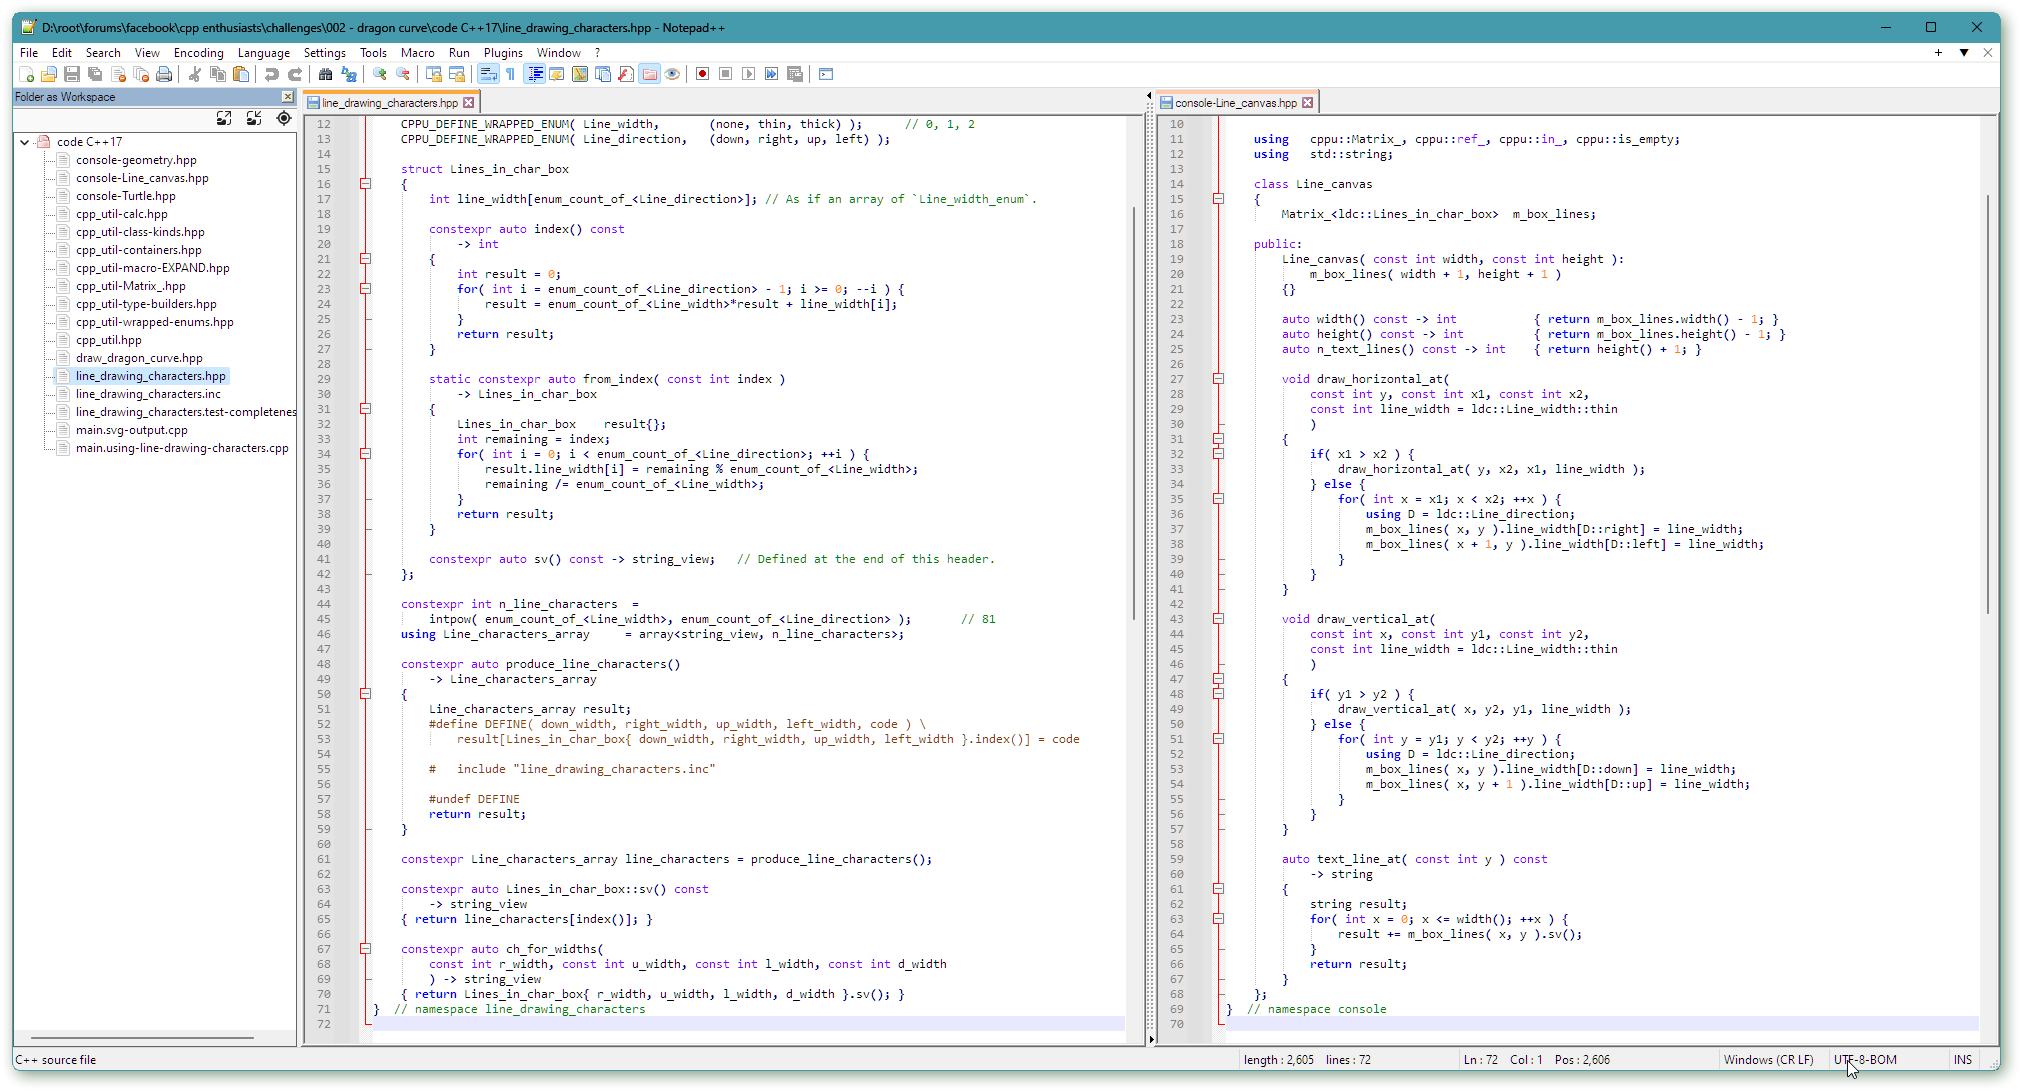 D:\root\forums\facebook\cpp enthusiasts\challenges\002 - dragon curve\code C++17\line_drawing_characters.hpp - Notepad++
File Edit Search View Encoding Language Settings Tools Macro Run Plugins Window ?
Folder as Workspace
code C++17
console-geometry.hpp
console-Line_canvas.hpp
console-Turtle.hpp
cpp_util-calc.hpp
cpp_util-class-kinds.hpp
cpp_util-containers.hpp
cpp_util-macro-EXPAND.hpp
cpp_util-Matrix_.hpp
cpp_util-type-builders.hpp
cpp_util-wrapped-enums.hpp
cpp_util.hpp
draw_dragon_curve.hpp
line_drawing_characters.hpp
line_drawing_characters.inc
line_drawing_characters.test-completenes
main.svg-output.cpp
main.using-line-drawing-characters.cpp
line_drawing_characters.hpp
12 CPPU_DEFINE_WRAPPED_ENUM( Line_width, (none, thin, thick) ); // 0, 1, 2
13 CPPU_DEFINE_WRAPPED_ENUM( Line_direction, (down, right, up, left) );
14
15 struct Lines_in_char_box
16 {
17 int line_width[enum_count_of_<Line_direction>]; // As if an array of `Line_width_enum`.
18
19 constexpr auto index() const
20 -> int
21 {
22 int result = 0;
23 for( int i = enum_count_of_<Line_direction> - 1; i >= 0; --i ) {
24 result = enum_count_of_<Line_width>*result + line_width[i];
25 }
26 return result;
27 }
28
29 static constexpr auto from_index( const int index )
30 -> Lines_in_char_box
31 {
32 Lines_in_char_box result{};
33 int remaining = index;
34 for( int i = 0; i < enum_count_of_<Line_direction>; ++i ) {
35 result.line_width[i] = remaining % enum_count_of_<Line_width>;
36 remaining /= enum_count_of_<Line_width>;
37 }
38 return result;
39 }
40
41 constexpr auto sv() const -> string_view; // Defined at the end of this header.
42 };
43
44 constexpr int n_line_characters =
45 intpow( enum_count_of_<Line_width>, enum_count_of_<Line_direction> ); // 81
46 using Line_characters_array = array<string_view, n_line_characters>;
47
48 constexpr auto produce_line_characters()
49 -> Line_characters_array
50 {
51 Line_characters_array result;
52 #define DEFINE( down_width, right_width, up_width, left_width, code ) \
53 result[Lines_in_char_box{ down_width, right_width, up_width, left_width }.index()] = code
54
55 # include "line_drawing_characters.inc"
56
57 #undef DEFINE
58 return result;
59 }
60
61 constexpr Line_characters_array line_characters = produce_line_characters();
62
63 constexpr auto Lines_in_char_box::sv() const
64 -> string_view
65 { return line_characters[index()]; }
66
67 constexpr auto ch_for_widths(
68 const int r_width, const int u_width, const int l_width, const int d_width
69 ) -> string_view
70 { return Lines_in_char_box{ r_width, u_width, l_width, d_width }.sv(); }
71 } // namespace line_drawing_characters
72
console-Line_canvas.hpp
10
11 using cppu::Matrix_, cppu::ref_, cppu::in_, cppu::is_empty;
12 using std::string;
13
14 class Line_canvas
15 {
16 Matrix_<ldc::Lines_in_char_box> m_box_lines;
17
18 public:
19 Line_canvas( const int width, const int height ):
20 m_box_lines( width + 1, height + 1 )
21 {}
22
23 auto width() const -> int { return m_box_lines.width() - 1; }
24 auto height() const -> int { return m_box_lines.height() - 1; }
25 auto n_text_lines() const -> int { return height() + 1; }
26
27 void draw_horizontal_at(
28 const int y, const int x1, const int x2,
29 const int line_width = ldc::Line_width::thin
30 )
31 {
32 if( x1 > x2 ) {
33 draw_horizontal_at( y, x2, x1, line_width );
34 } else {
35 for( int x = x1; x < x2; ++x ) {
36 using D = ldc::Line_direction;
37 m_box_lines( x, y ).line_width[D::right] = line_width;
38 m_box_lines( x + 1, y ).line_width[D::left] = line_width;
39 }
40 }
41 }
42
43 void draw_vertical_at(
44 const int x, const int y1, const int y2,
45 const int line_width = ldc::Line_width::thin
46 )
47 {
48 if( y1 > y2 ) {
49 draw_vertical_at( x, y2, y1, line_width );
50 } else {
51 for( int y = y1; y < y2; ++y ) {
52 using D = ldc::Line_direction;
53 m_box_lines( x, y ).line_width[D::down] = line_width;
54 m_box_lines( x, y + 1 ).line_width[D::up] = line_width;
55 }
56 }
57 }
58
59 auto text_line_at( const int y ) const
60 -> string
61 {
62 string result;
63 for( int x = 0; x <= width(); ++x ) {
64 result += m_box_lines( x, y ).sv();
65 }
66 return result;
67 }
68 };
69 } // namespace console
70
C++ source file length : 2,605 lines : 72 Ln : 72 Col : 1 Pos : 2,606 Windows (CR LF) UTF-8-BOM INS